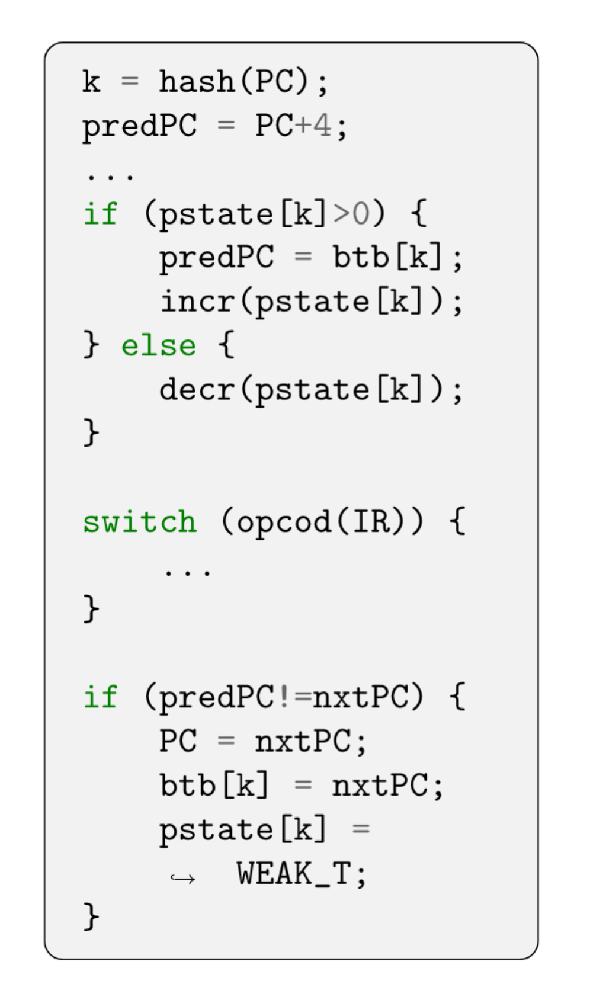 k = hash(PC);
predPC = PC+4;
...
if (pstate[k]>0) {
    predPC = btb[k];
    incr(pstate[k]);
} else {
    decr(pstate[k]);
}

switch (opcod(IR)) {
    ...
}

if (predPC!=nxtPC) {
    PC = nxtPC;
    btb[k] = nxtPC;
    pstate[k] =
    ↪  WEAK_T;
}